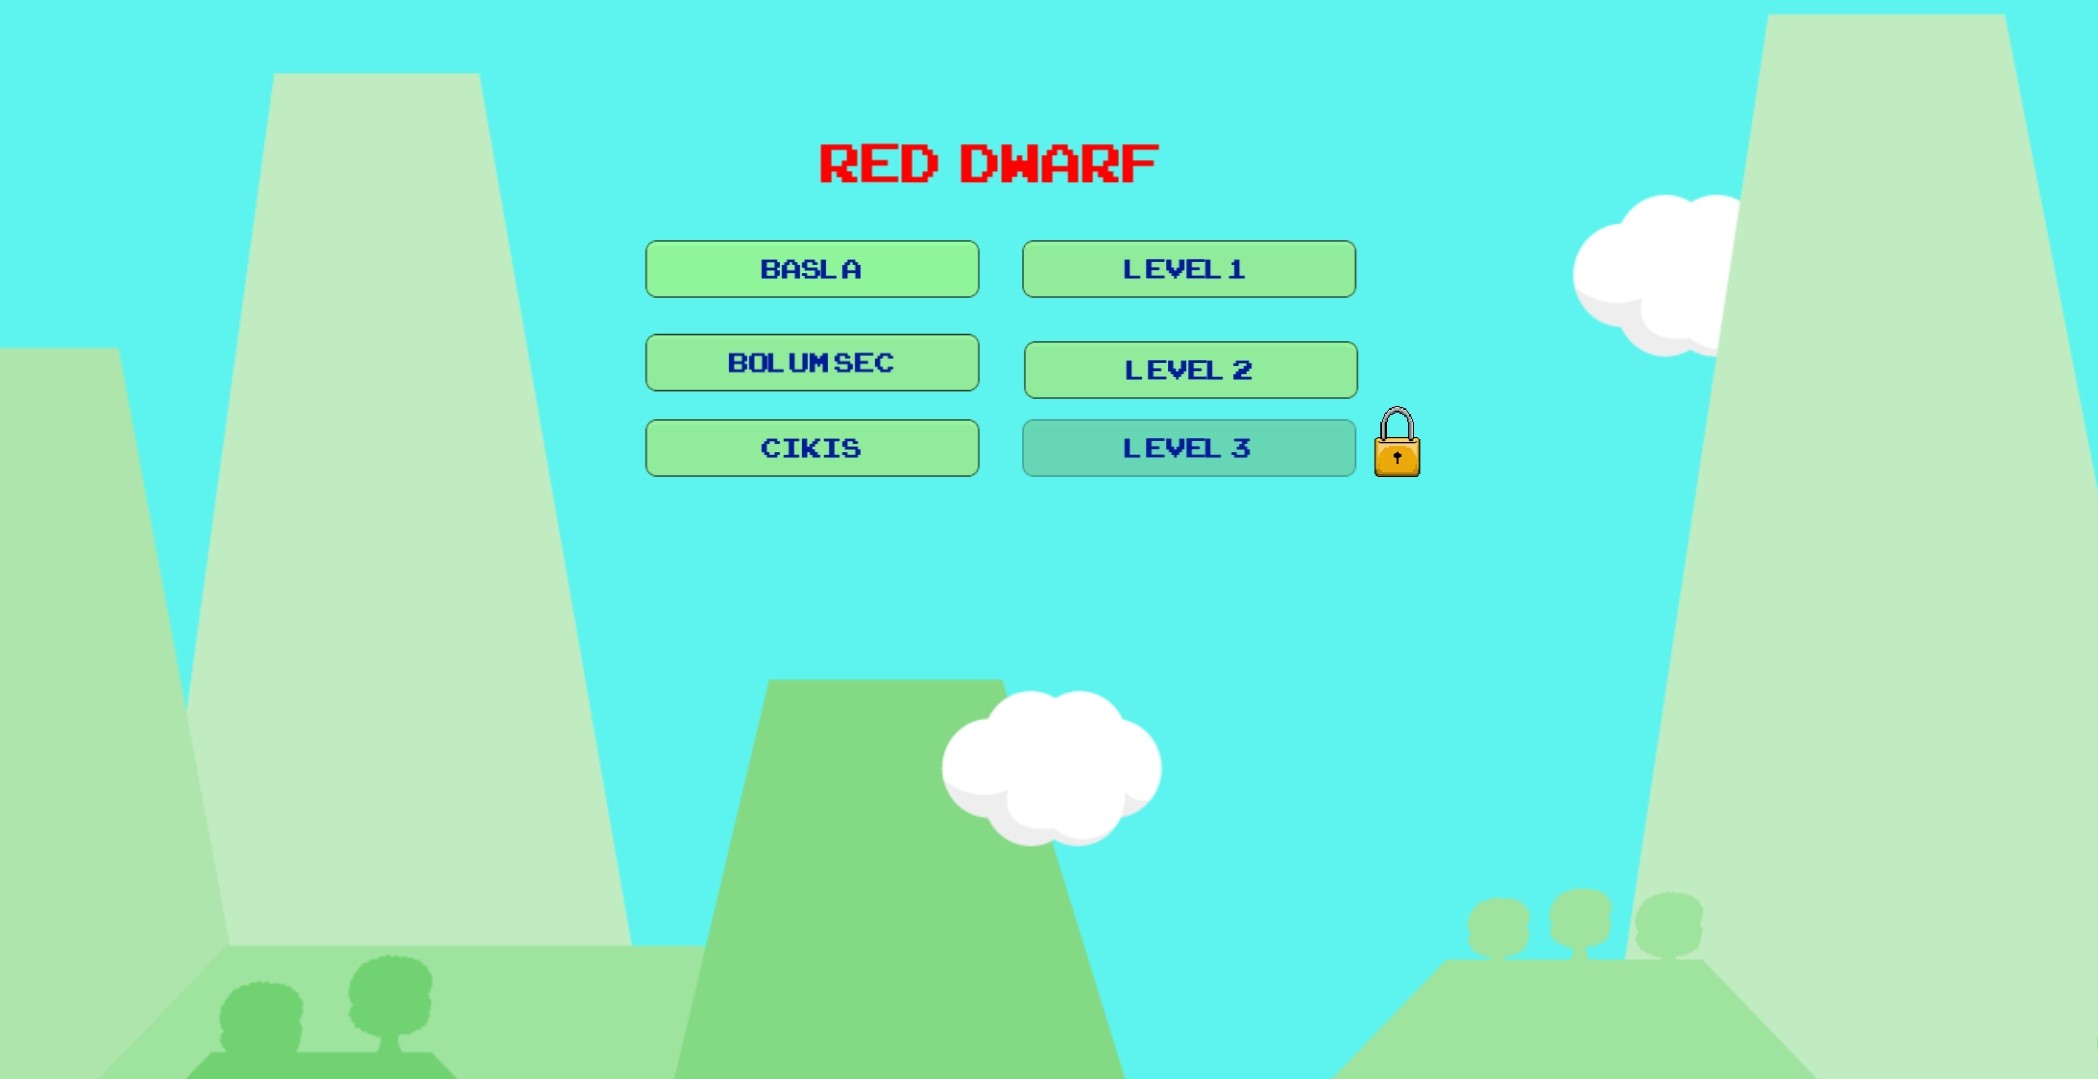 RED DWARF
BASLA
LEVEL 1
BOLUM SEC
LEVEL 2
CIKIS
LEVEL 3